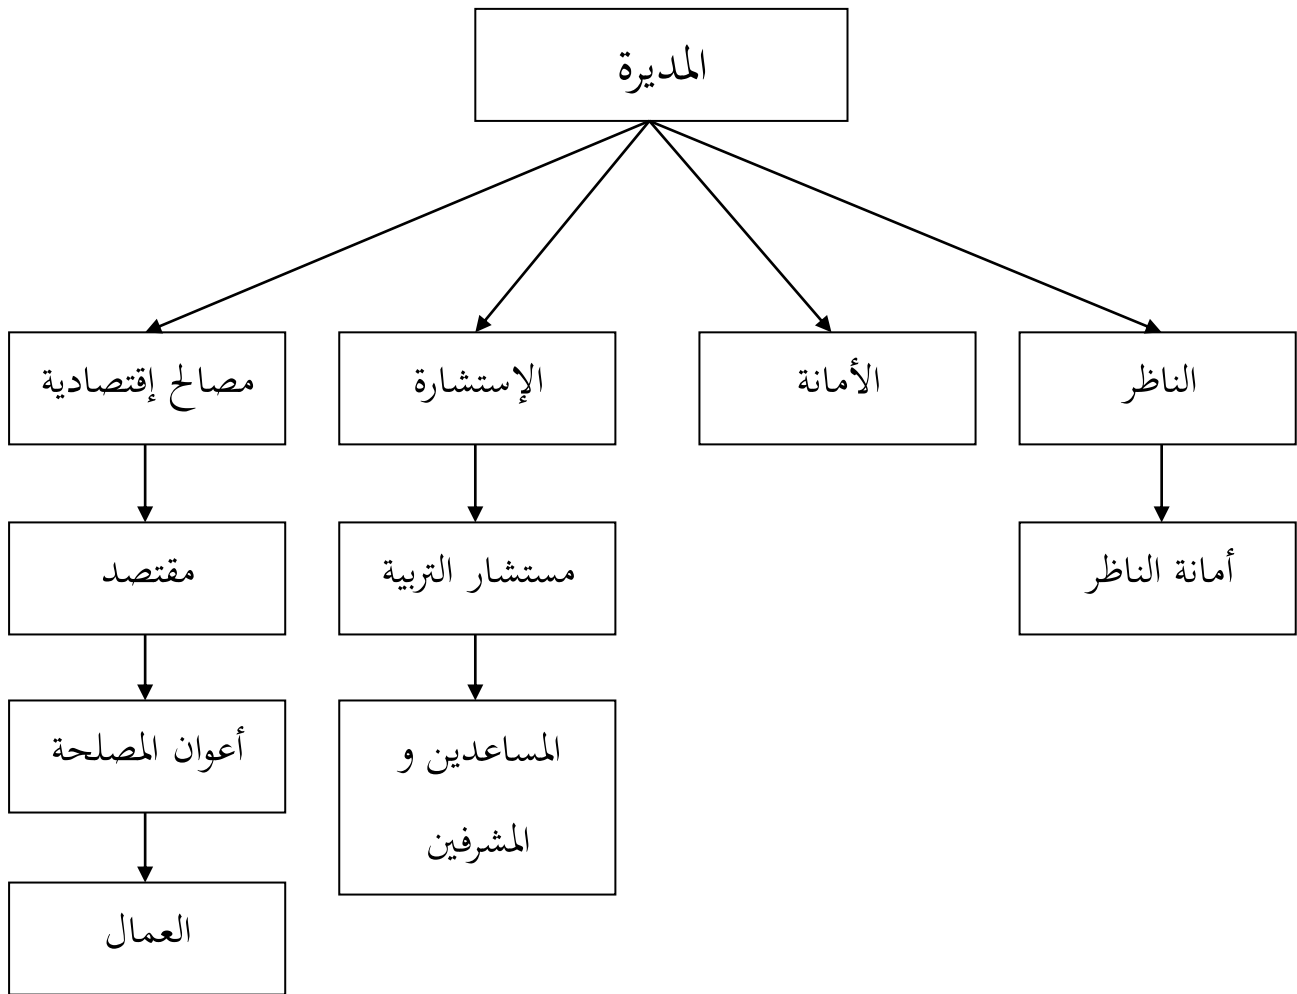 المديرة
الناظر
الأمانة
الإستشارة
مصالح إقتصادية
أمانة الناظر
مستشار التربية
مقتصد
المساعدين و
المشرفين
أعوان المصلحة
العمال